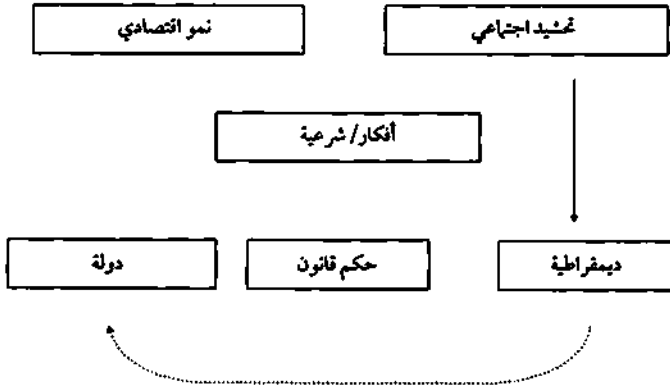 تحشيد اجتماعي
نمو اقتصادي
أفكار/ شرعية
ديمقراطية
حكم قانون
دولة